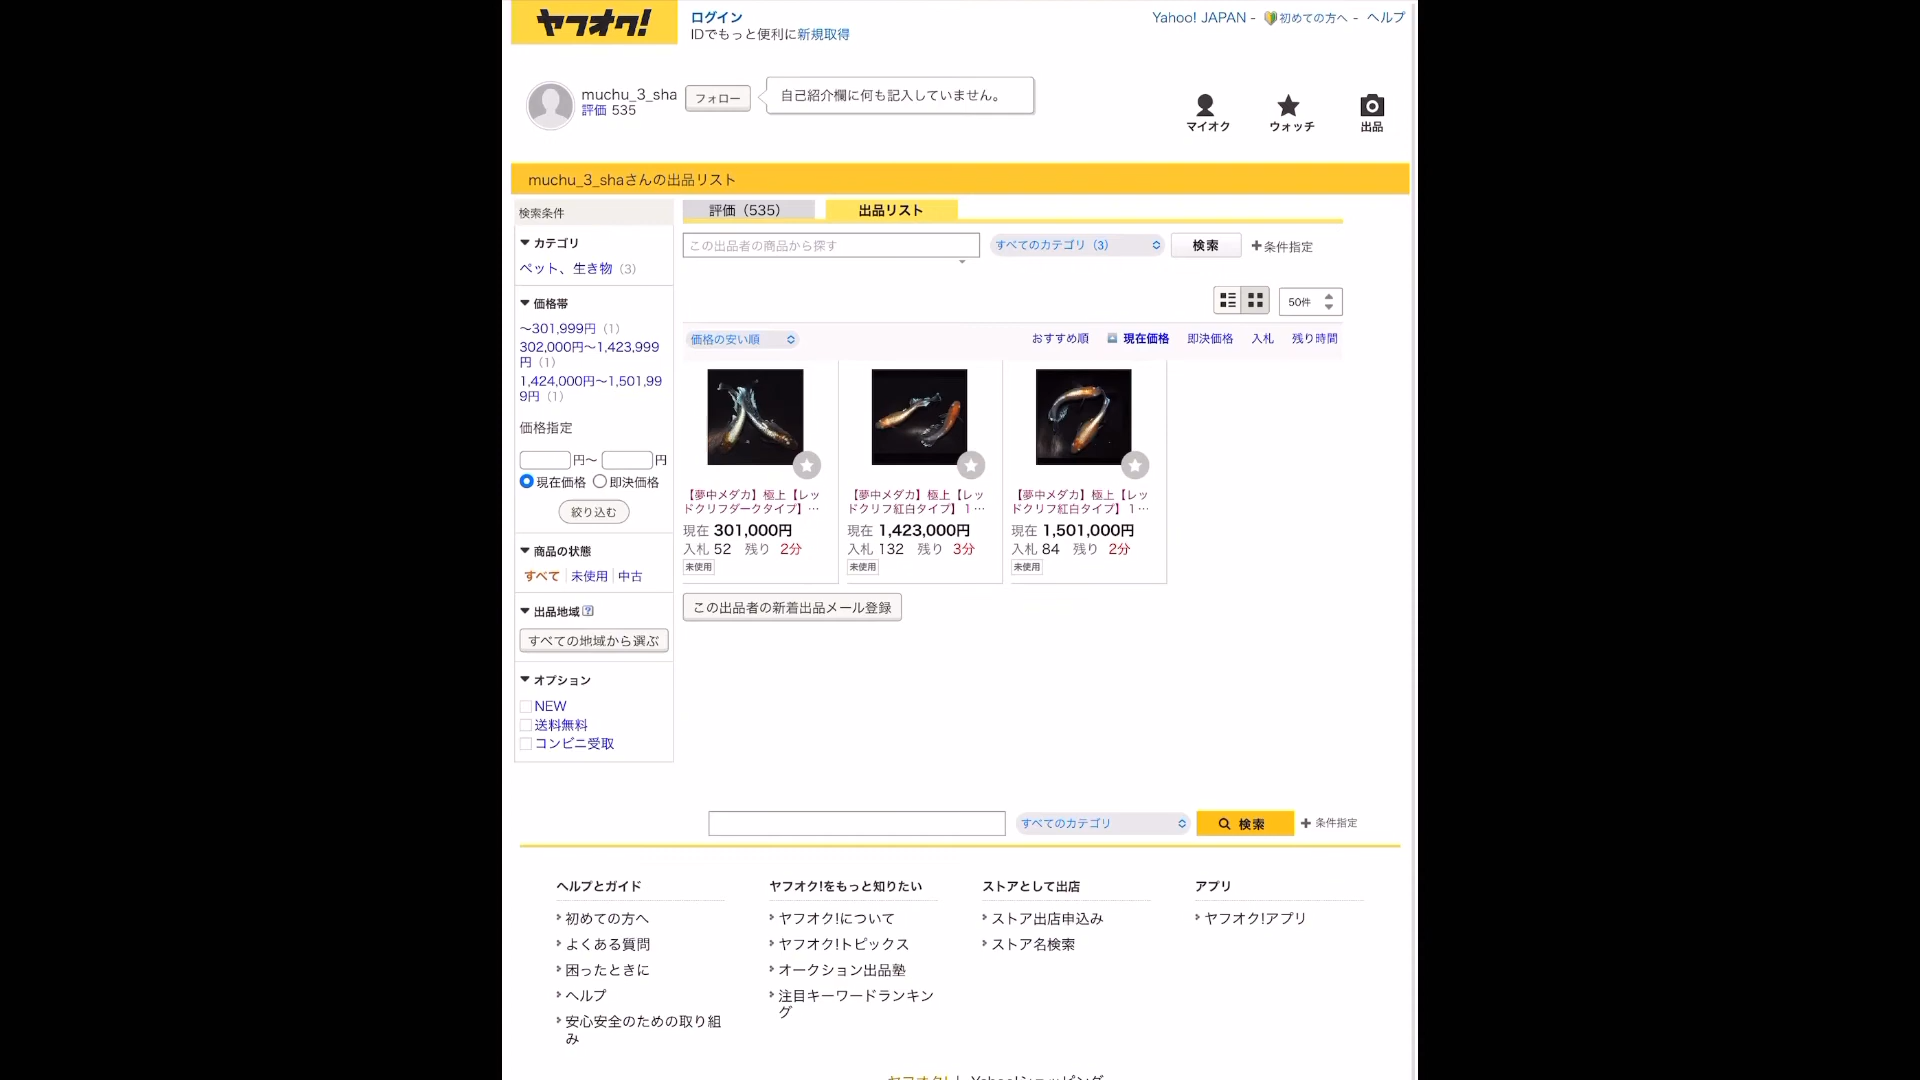 ヤフオク!
ログイン
IDでもっと便利に新規取得
Yahoo! JAPAN - 初めての方へ - ヘルプ
muchu_3_sha
評価 535
フォロー
自己紹介欄に何も記入していません。
マイオク
ウォッチ
出品
muchu_3_shaさんの出品リスト
検索条件
カテゴリ
ペット、生き物（3）
価格帯
〜301,999円（1）
302,000円〜1,423,999
円（1）
1,424,000円〜1,501,99
9円（1）
価格指定
円〜 円
現在価格 即決価格
絞り込む
商品の状態
すべて 未使用 中古
出品地域 ?
すべての地域から選ぶ
オプション
NEW
送料無料
コンビニ受取
評価（535）
出品リスト
この出品者の商品から探す
すべてのカテゴリ（3）
検索
+条件指定
50件
価格の安い順
おすすめ順 現在価格 即決価格 入札 残り時間
【夢中メダカ】極上【レッ
ドクリフダークタイプ】…
現在 301,000円
入札 52 残り 2分
未使用
【夢中メダカ】極上【レッ
ドクリフ紅白タイプ】１…
現在 1,423,000円
入札 132 残り 3分
未使用
【夢中メダカ】極上【レッ
ドクリフ紅白タイプ】１…
現在 1,501,000円
入札 84 残り 2分
未使用
この出品者の新着出品メール登録
すべてのカテゴリ
検索
+ 条件指定
ヘルプとガイド
初めての方へ
よくある質問
困ったときに
ヘルプ
安心安全のための取り組
み
ヤフオク!をもっと知りたい
ヤフオク!について
ヤフオク!トピックス
オークション出品塾
注目キーワードランキン
グ
ストアとして出店
ストア出店申込み
ストア名検索
アプリ
ヤフオク!アプリ
ヤフオク! | Yahoo!ショッピング